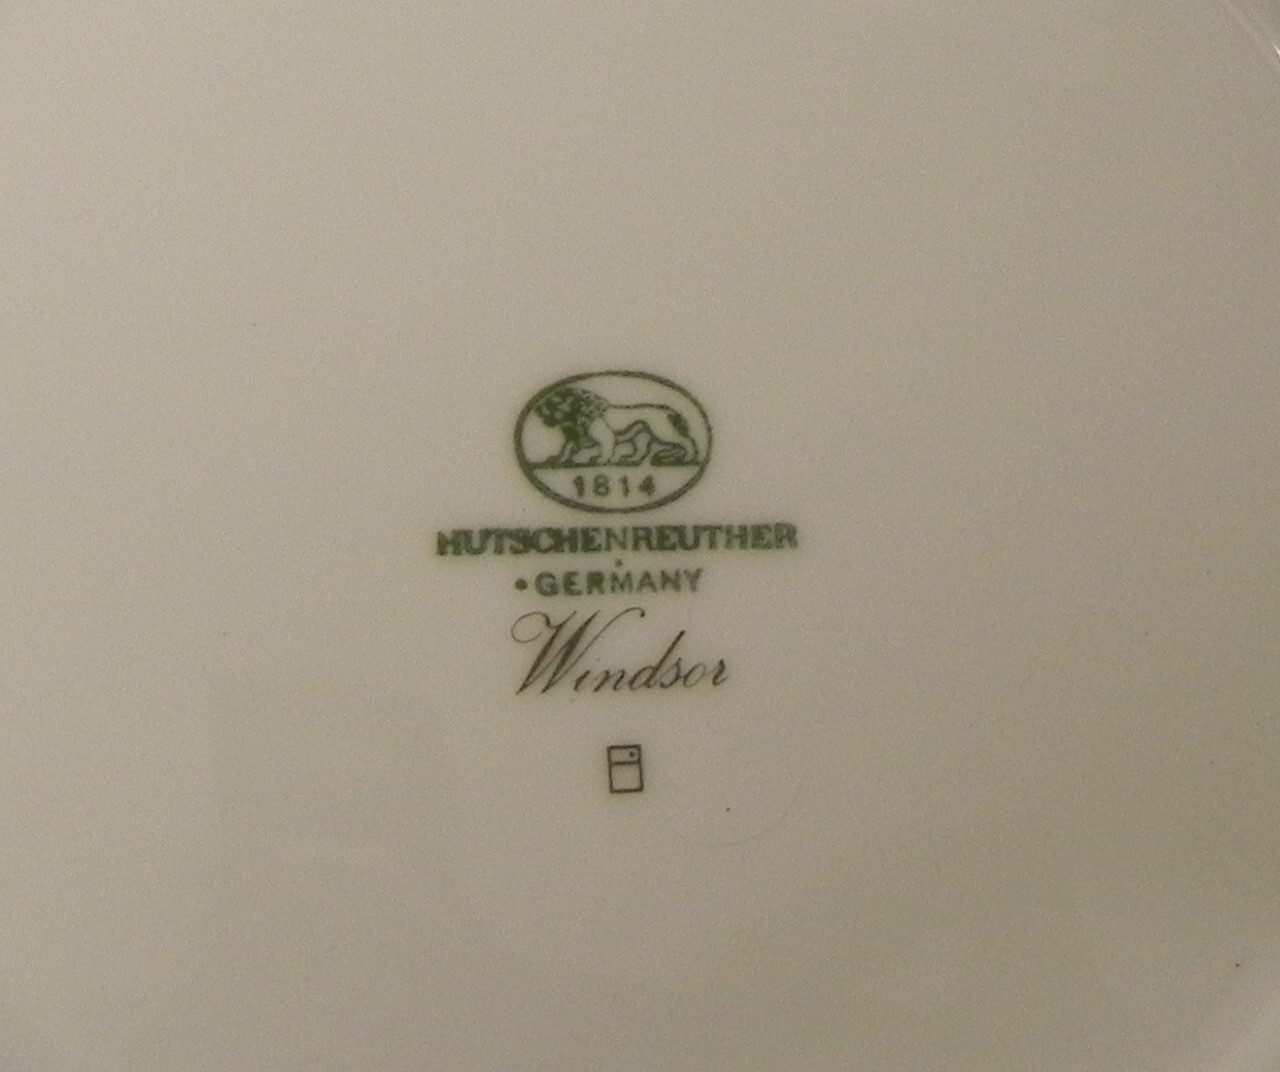 1814
HUTSCHENREUTHER
GERMANY
Windsor